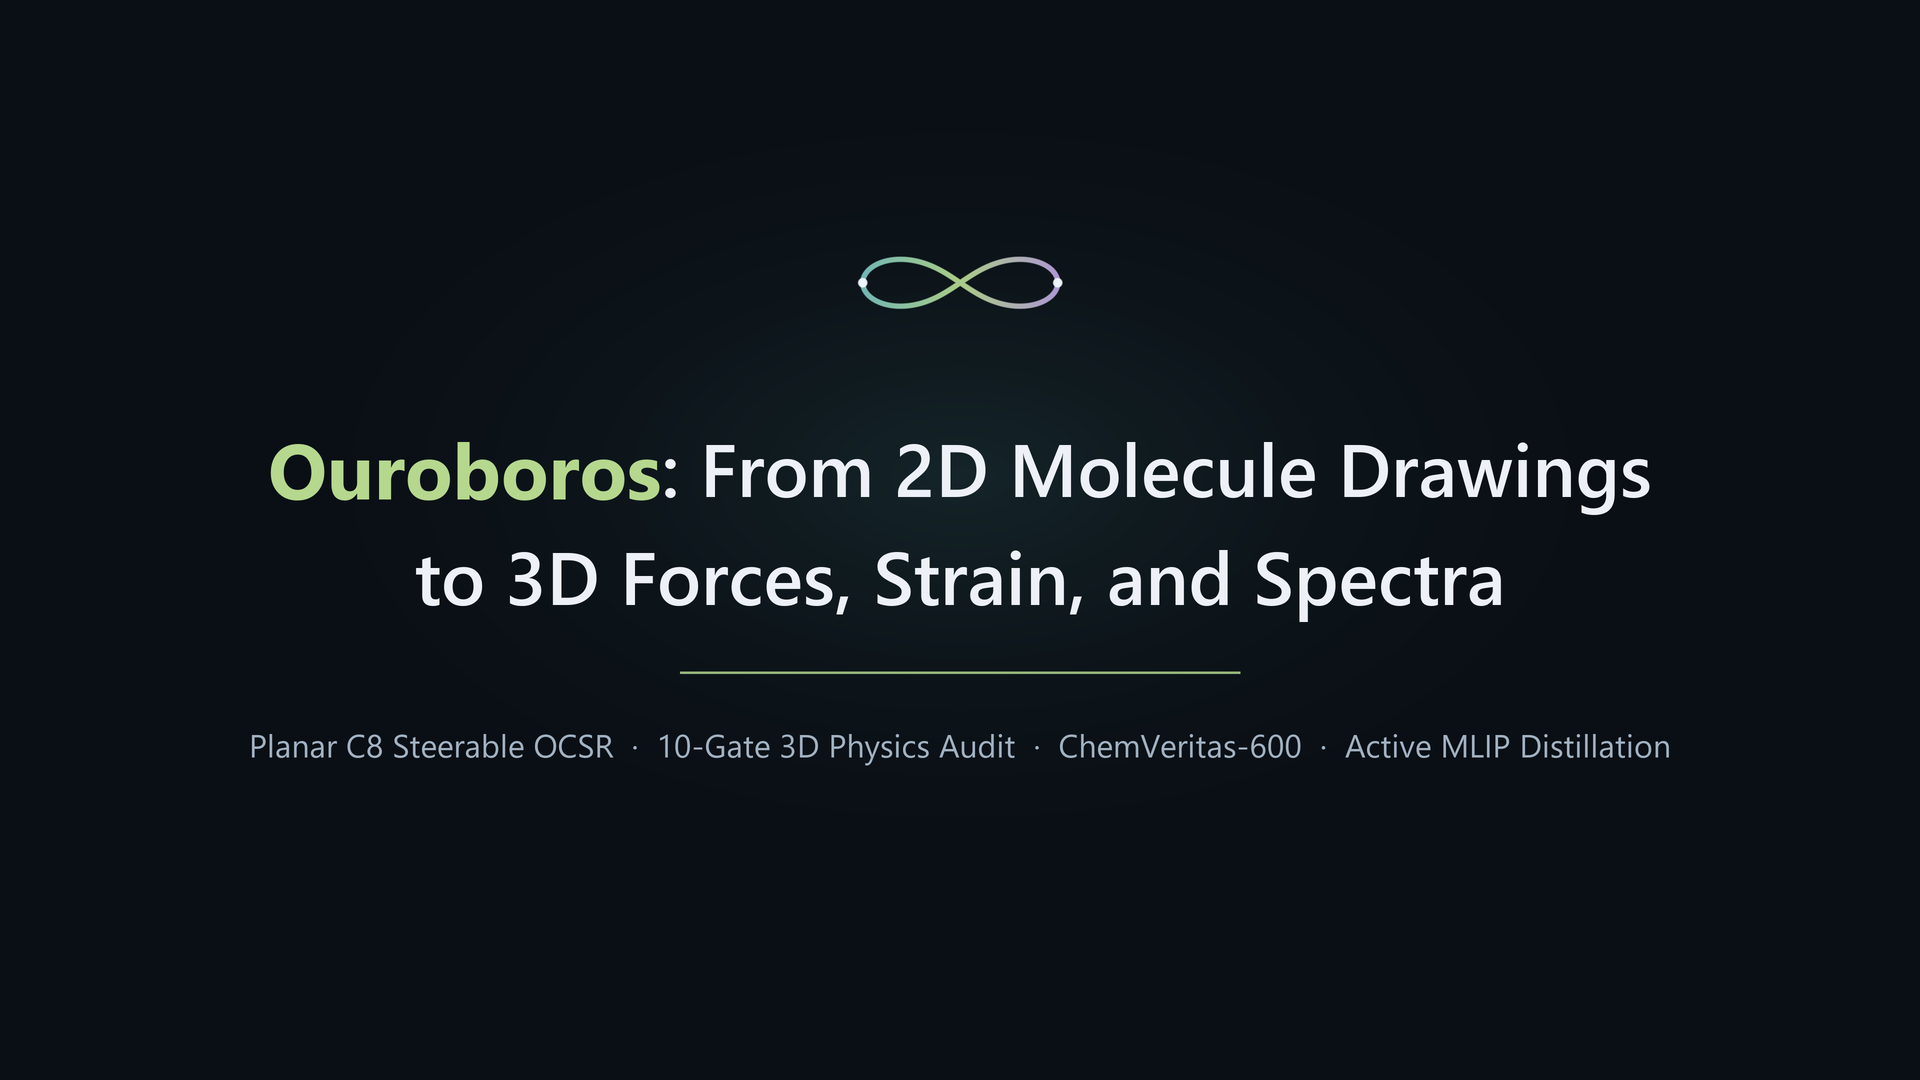 Ouroboros: From 2D Molecule Drawings
to 3D Forces, Strain, and Spectra
Planar C8 Steerable OCSR · 10-Gate 3D Physics Audit · ChemVeritas-600 · Active MLIP Distillation